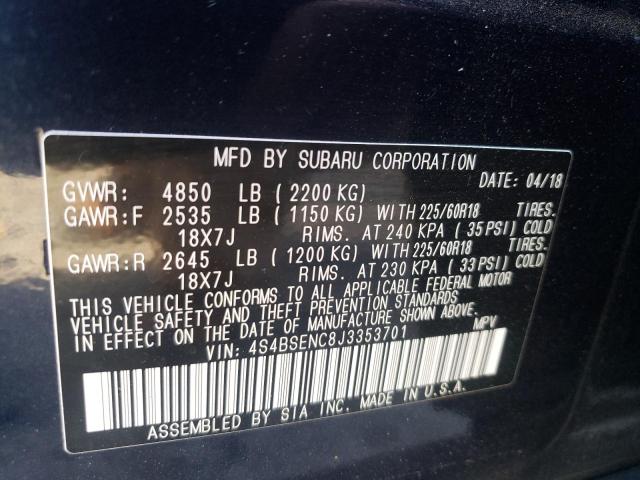 MFD BY SUBARU CORPORATION
DATE: 04/18
GVWR: 4850 LB (2200 KG)
GAWR:F 2535 LB (1150 KG) WITH 225/60R18 TIRES.
18X7J RIMS. AT 240 KPA (35 PSI) COLD
GAWR:R 2645 LB (1200 KG) WITH 225/60R18 TIRES.
18X7J RIMS. AT 230 KPA (33 PSI) COLD
THIS VEHICLE CONFORMS TO ALL APPLICABLE FEDERAL MOTOR
VEHICLE SAFETY AND THEFT PREVENTION STANDARDS
IN EFFECT ON THE DATE OF MANUFACTURE SHOWN ABOVE.
VIN: 4S4BSENC8J3353701 MPV
ASSEMBLED BY SIA INC. MADE IN U.S.A.